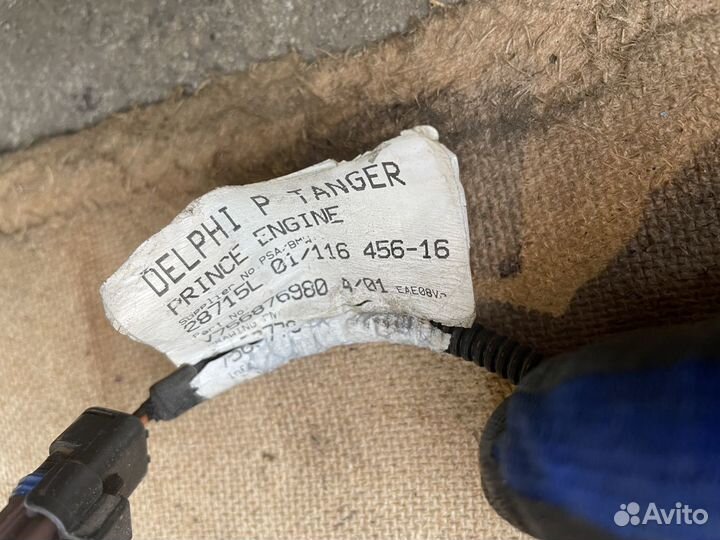 DELPHI P TANGER
PRINCE ENGINE
Supplier No PSA/BMW
28715L 01/116 456-16
Part No
V756876980 A/01 EAE08V
Avito